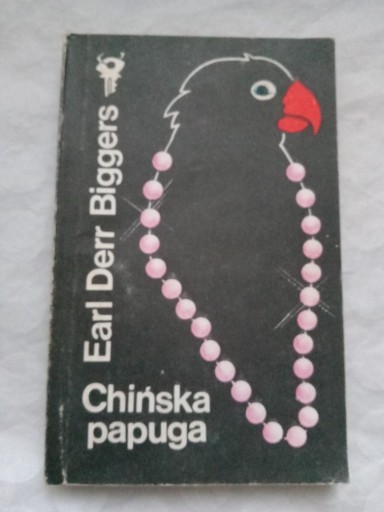 Earl Derr Biggers
Chińska
papuga